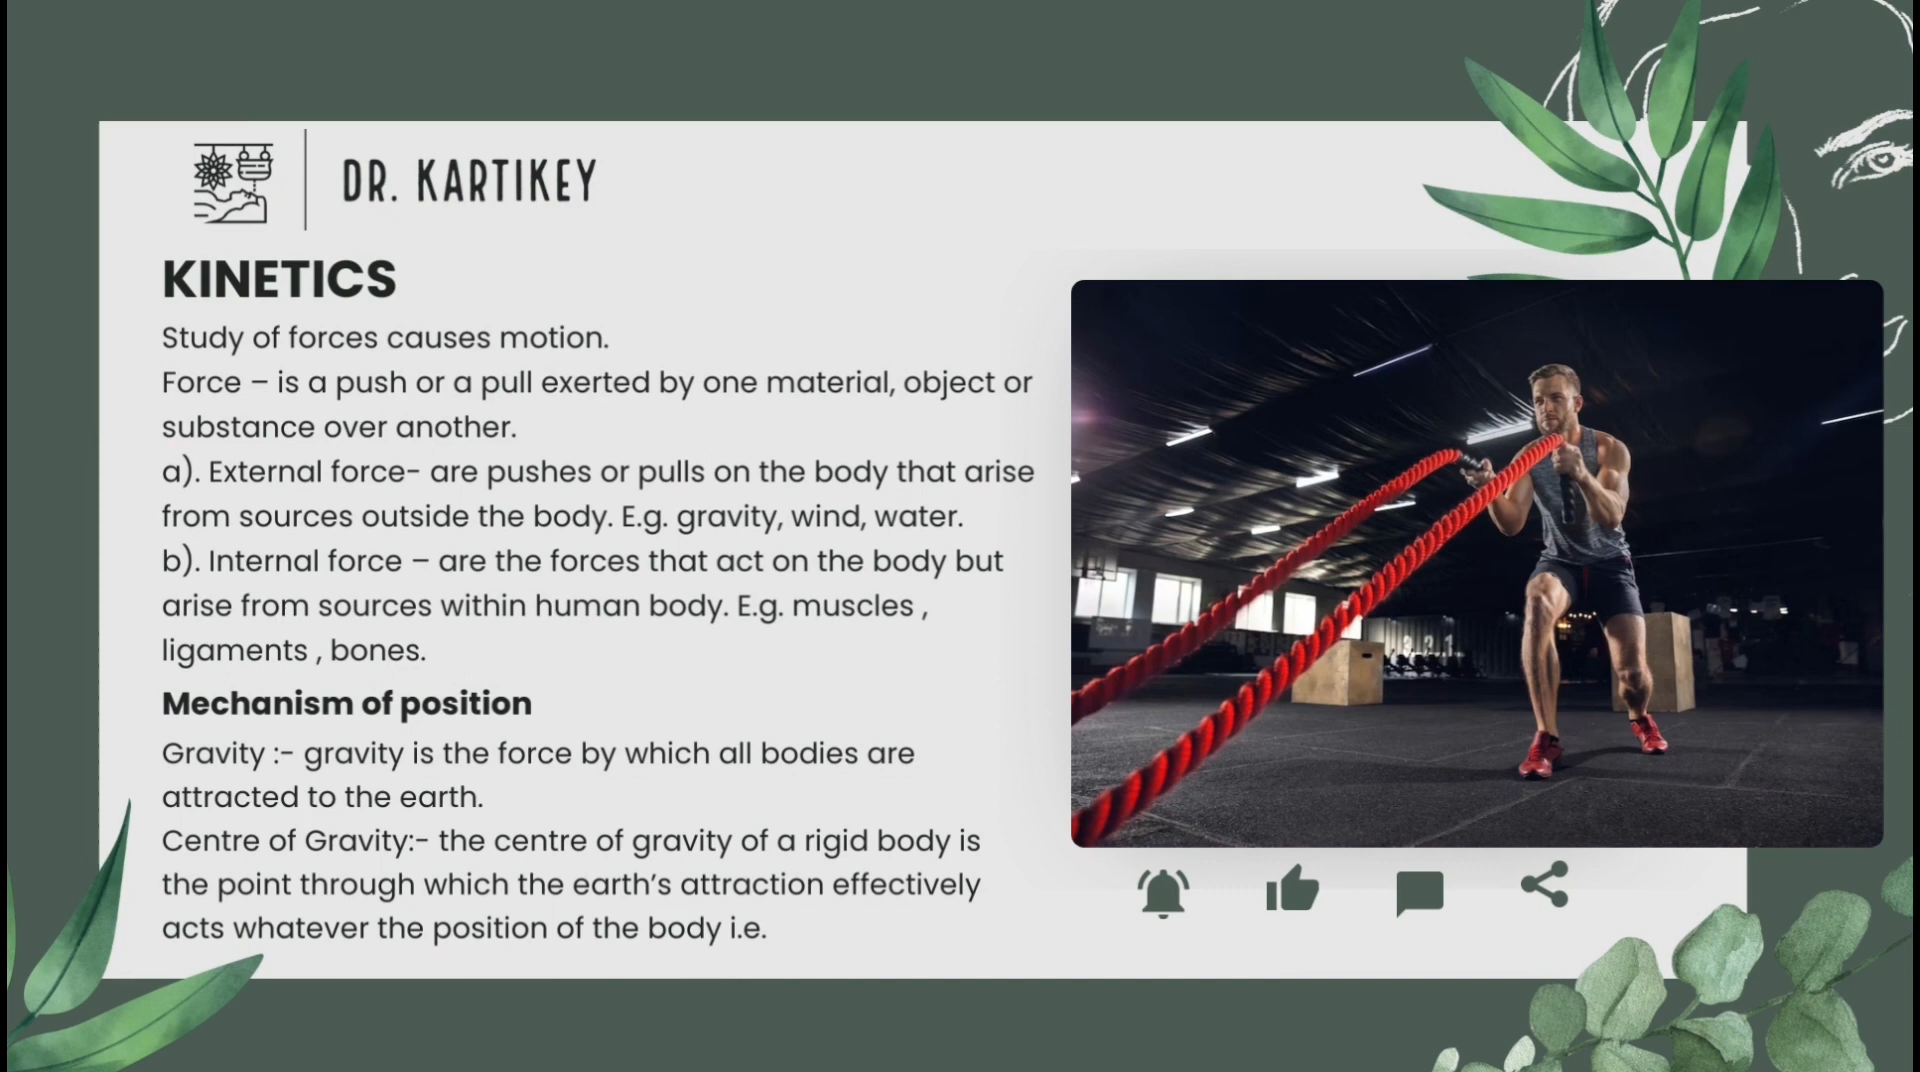 DR. KARTIKEY
KINETICS
Study of forces causes motion.
Force – is a push or a pull exerted by one material, object or
substance over another.
a). External force- are pushes or pulls on the body that arise
from sources outside the body. E.g. gravity, wind, water.
b). Internal force – are the forces that act on the body but
arise from sources within human body. E.g. muscles ,
ligaments , bones.
Mechanism of position
Gravity :- gravity is the force by which all bodies are
attracted to the earth.
Centre of Gravity:- the centre of gravity of a rigid body is
the point through which the earth's attraction effectively
acts whatever the position of the body i.e.